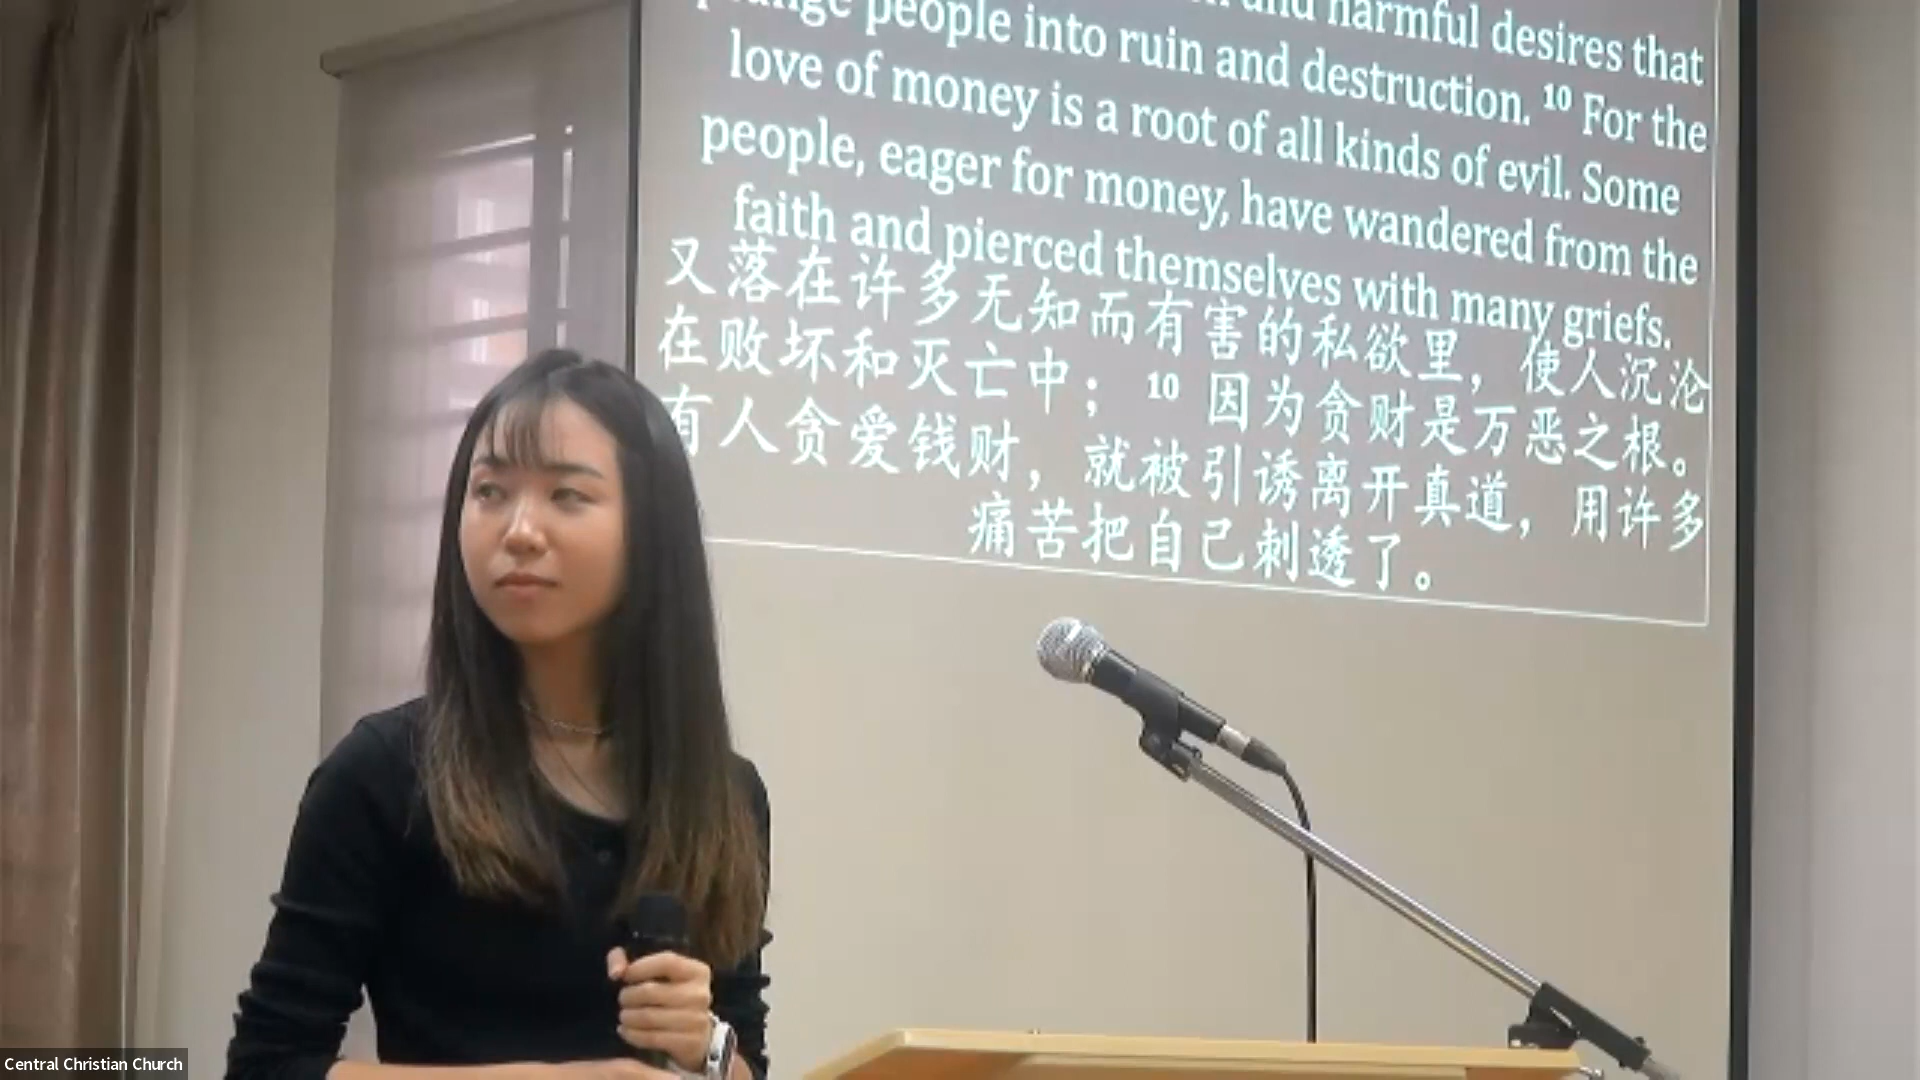 and harmful desires that
people into ruin and destruction. ¹⁰ For the
love of money is a root of all kinds of evil. Some
people, eager for money, have wandered from the
faith and pierced themselves with many griefs.
又落在许多无知而有害的私欲里，使人沉沦
在败坏和灭亡中；¹⁰ 因为贪财是万恶之根。
有人贪爱钱财，就被引诱离开真道，用许多
痛苦把自己刺透了。
Central Christian Church